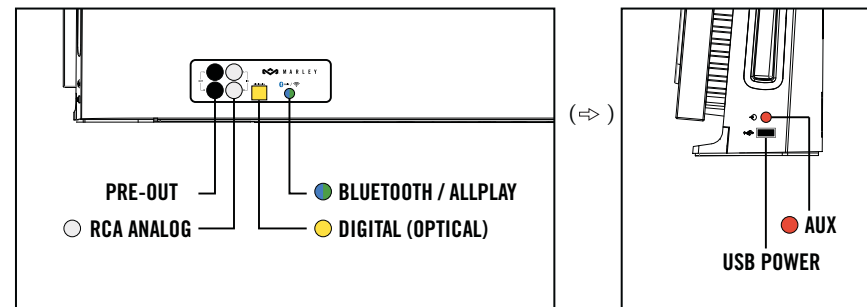 MARLEY
PRE-OUT
BLUETOOTH / ALLPLAY
RCA ANALOG
DIGITAL (OPTICAL)
AUX
USB POWER